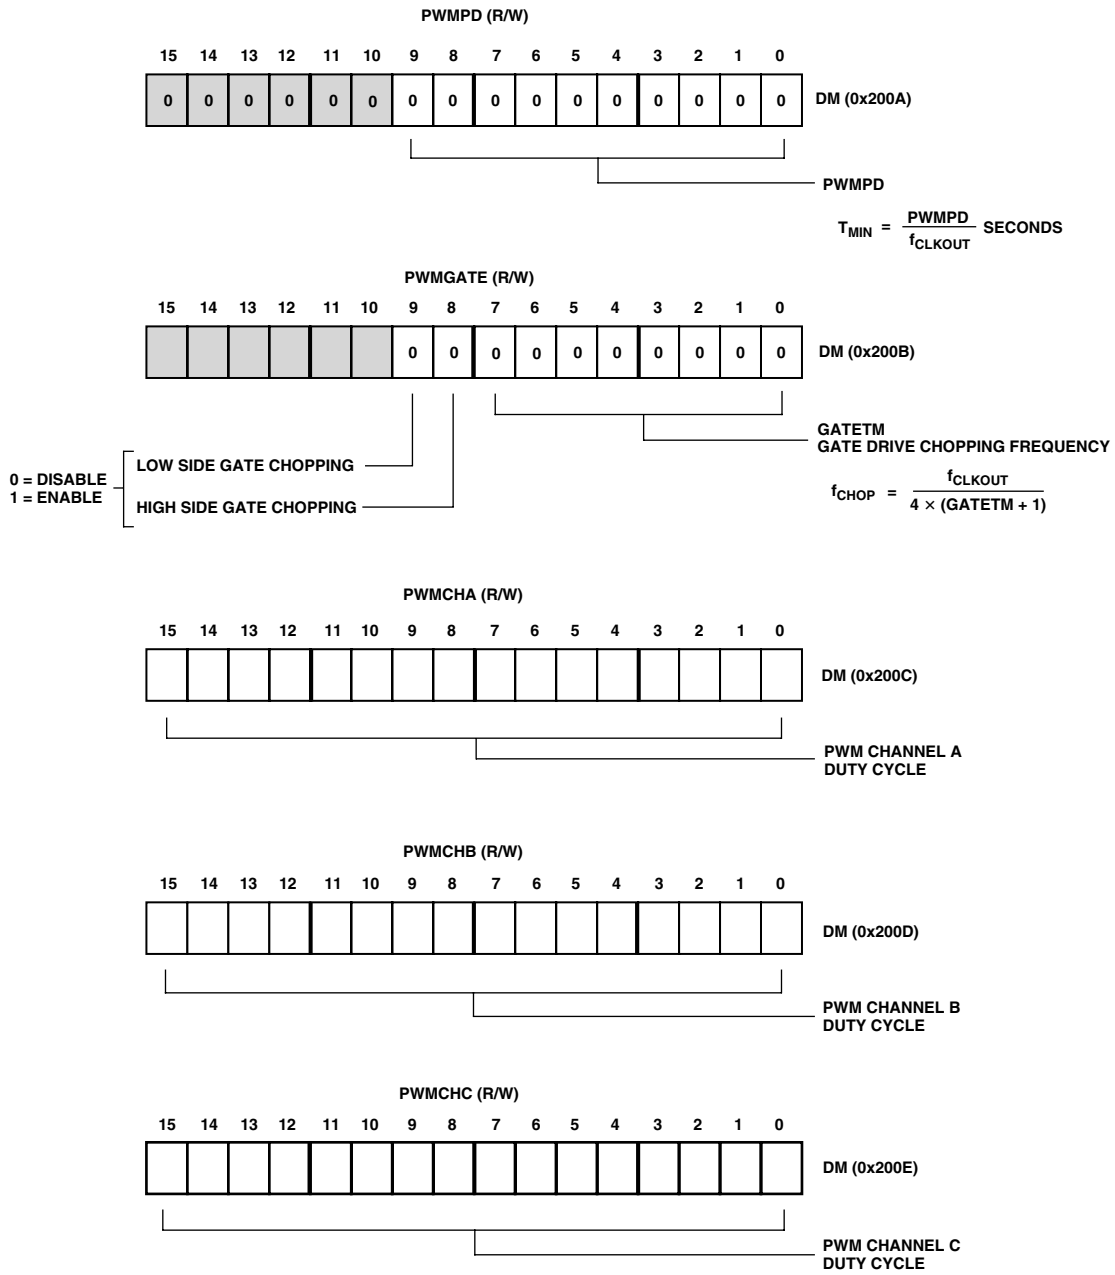 PWMPD (R/W)
15 14 13 12 11 10 9 8 7 6 5 4 3 2 1 0
0 0 0 0 0 0 0 0 0 0 0 0 0 0 0 0 DM (0x200A)
PWMPD
T_MIN = PWMPD / f_CLKOUT SECONDS
PWMGATE (R/W)
15 14 13 12 11 10 9 8 7 6 5 4 3 2 1 0
0 0 0 0 0 0 0 0 0 0 DM (0x200B)
GATETM
GATE DRIVE CHOPPING FREQUENCY
f_CHOP = f_CLKOUT / 4 × (GATETM + 1)
0 = DISABLE
1 = ENABLE
LOW SIDE GATE CHOPPING
HIGH SIDE GATE CHOPPING
PWMCHA (R/W)
15 14 13 12 11 10 9 8 7 6 5 4 3 2 1 0
DM (0x200C)
PWM CHANNEL A
DUTY CYCLE
PWMCHB (R/W)
15 14 13 12 11 10 9 8 7 6 5 4 3 2 1 0
DM (0x200D)
PWM CHANNEL B
DUTY CYCLE
PWMCHC (R/W)
15 14 13 12 11 10 9 8 7 6 5 4 3 2 1 0
DM (0x200E)
PWM CHANNEL C
DUTY CYCLE